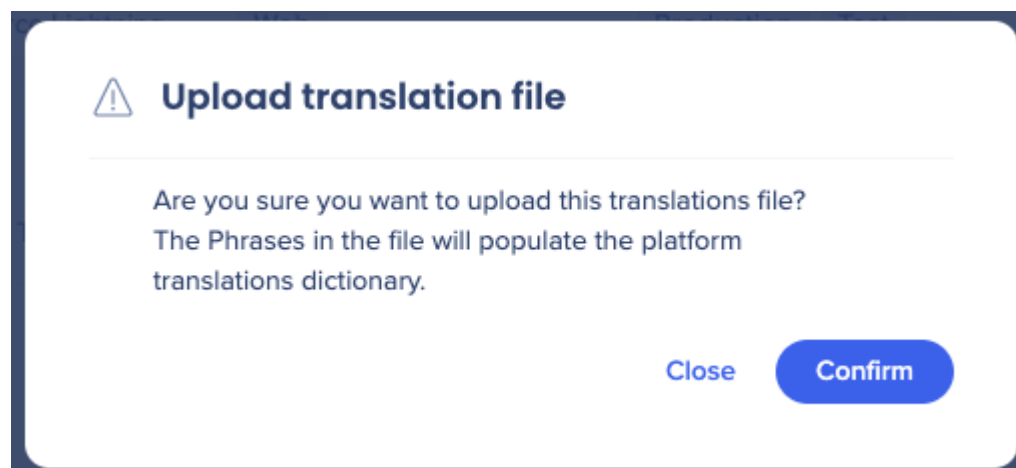 Upload translation file
Are you sure you want to upload this translations file?
The Phrases in the file will populate the platform
translations dictionary.
Close Confirm